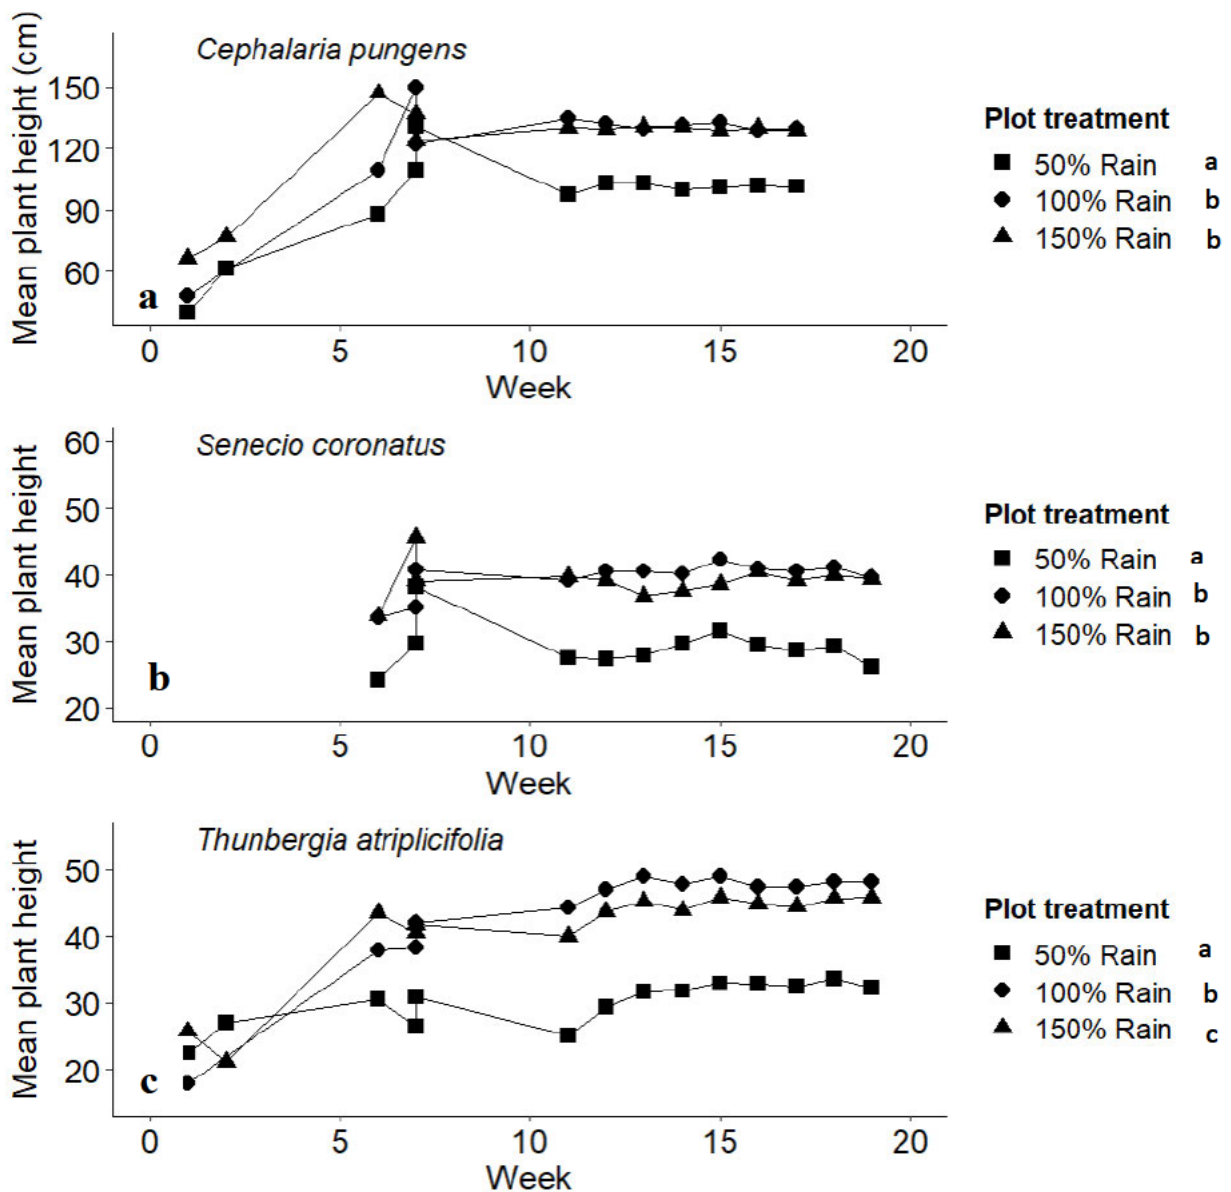 Cephalaria pungens
Mean plant height (cm)
150
120
90
60
a
0 5 10 15 20
Week
Plot treatment
50% Rain a
100% Rain b
150% Rain b
Senecio coronatus
Mean plant height
60
50
40
30
20
b
0 5 10 15 20
Week
Plot treatment
50% Rain a
100% Rain b
150% Rain b
Thunbergia atriplicifolia
Mean plant height
50
40
30
20
c
0 5 10 15 20
Week
Plot treatment
50% Rain a
100% Rain b
150% Rain c